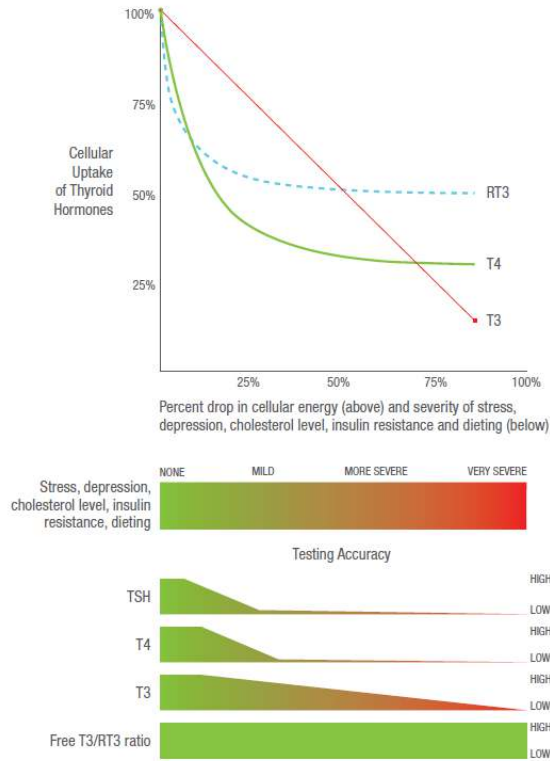 100%
75%
Cellular
Uptake
of Thyroid
Hormones
50%
RT3
T4
25%
T3
25%
50%
75%
100%
Percent drop in cellular energy (above) and severity of stress,
depression, cholesterol level, insulin resistance and dieting (below)
NONE
MILD
MORE SEVERE
VERY SEVERE
Stress, depression,
cholesterol level, insulin
resistance, dieting
Testing Accuracy
TSH
HIGH
LOW
T4
HIGH
LOW
T3
HIGH
LOW
Free T3/RT3 ratio
HIGH
LOW